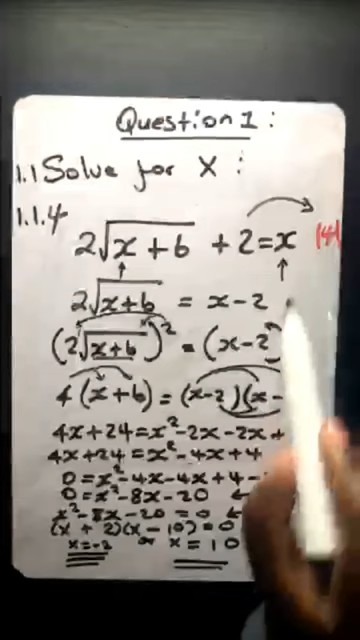 Question 1:
1.1 Solve for X:
1.1.4
2√x+6 + 2 = x (4)
2√x+6 = x-2
(2√x+6)² = (x-2
4(x+6) = (x-2)(x-
4x+24 = x²-2x-2x+
4x+24 = x²-4x+4
0 = x²-4x-4x+4-
0 = x²-8x-20 ←
x²-8x-20 = 0 ←
(x+2)(x-10) = 0
x=-2 or x = 10